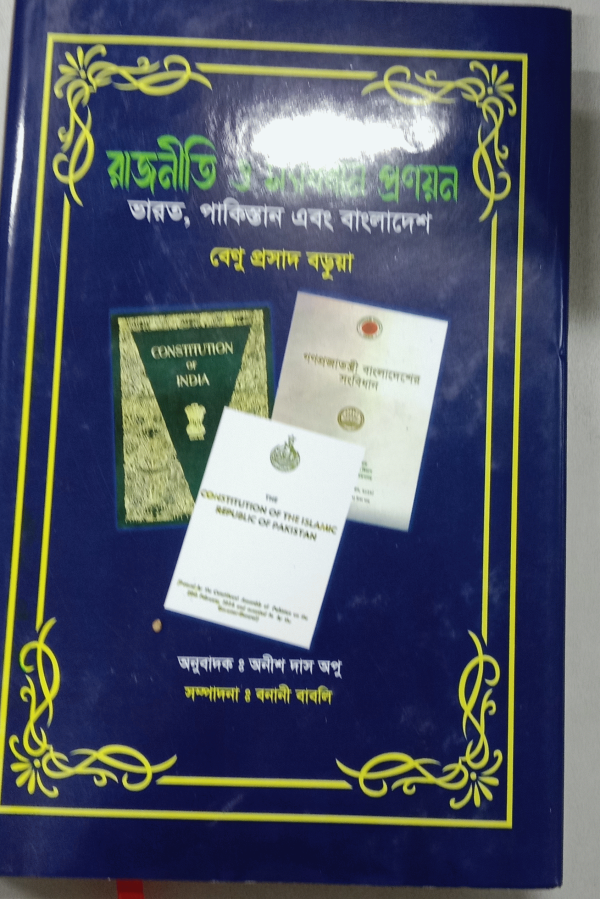 রাজনীতি ও প্রণয়ন
ভারত, পাকিস্তান এবং বাংলাদেশ
বেণু প্রসাদ বড়ুয়া
CONSTITUTION
OF
INDIA
গণপ্রজাতন্ত্রী বাংলাদেশের
সংবিধান
THE
CONSTITUTION OF THE ISLAMIC
REPUBLIC OF PAKISTAN
অনুবাদক ঃ অনীশ দাস অপু
সম্পাদনা ঃ বনানী বাবলি